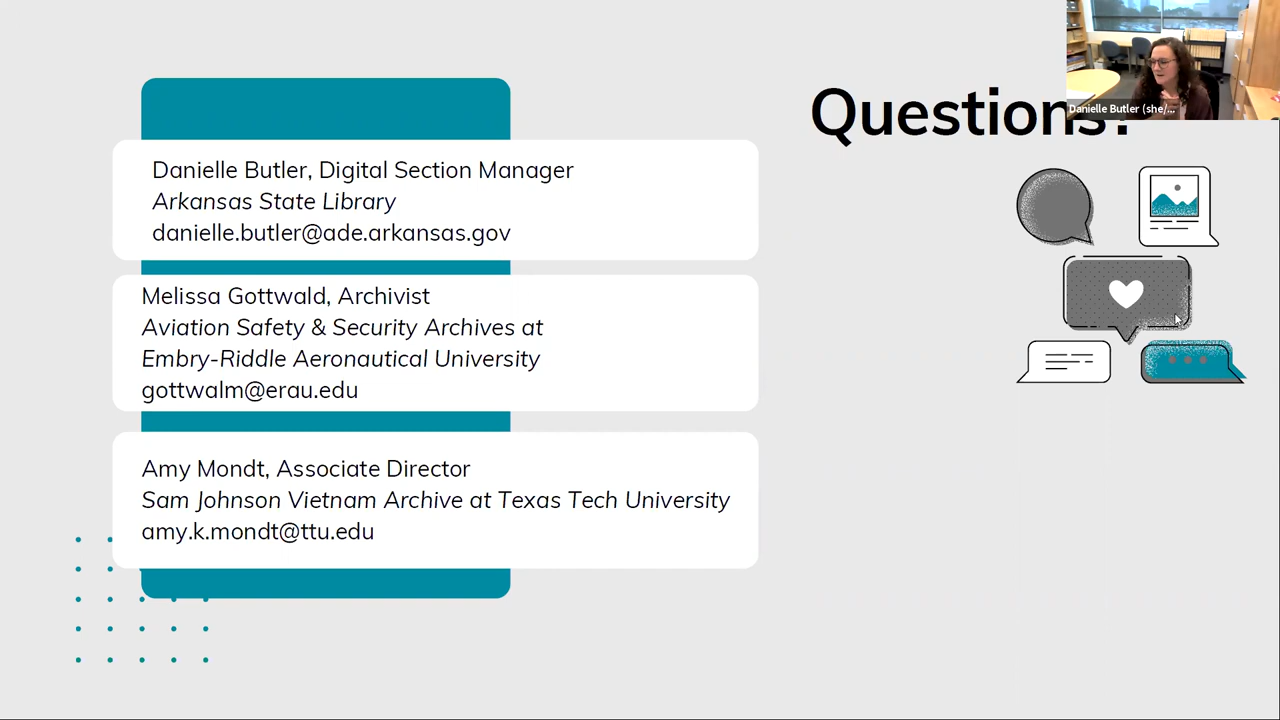 Questions?
Danielle Butler (she/...
Danielle Butler, Digital Section Manager
Arkansas State Library
danielle.butler@ade.arkansas.gov
Melissa Gottwald, Archivist
Aviation Safety & Security Archives at
Embry-Riddle Aeronautical University
gottwalm@erau.edu
Amy Mondt, Associate Director
Sam Johnson Vietnam Archive at Texas Tech University
amy.k.mondt@ttu.edu